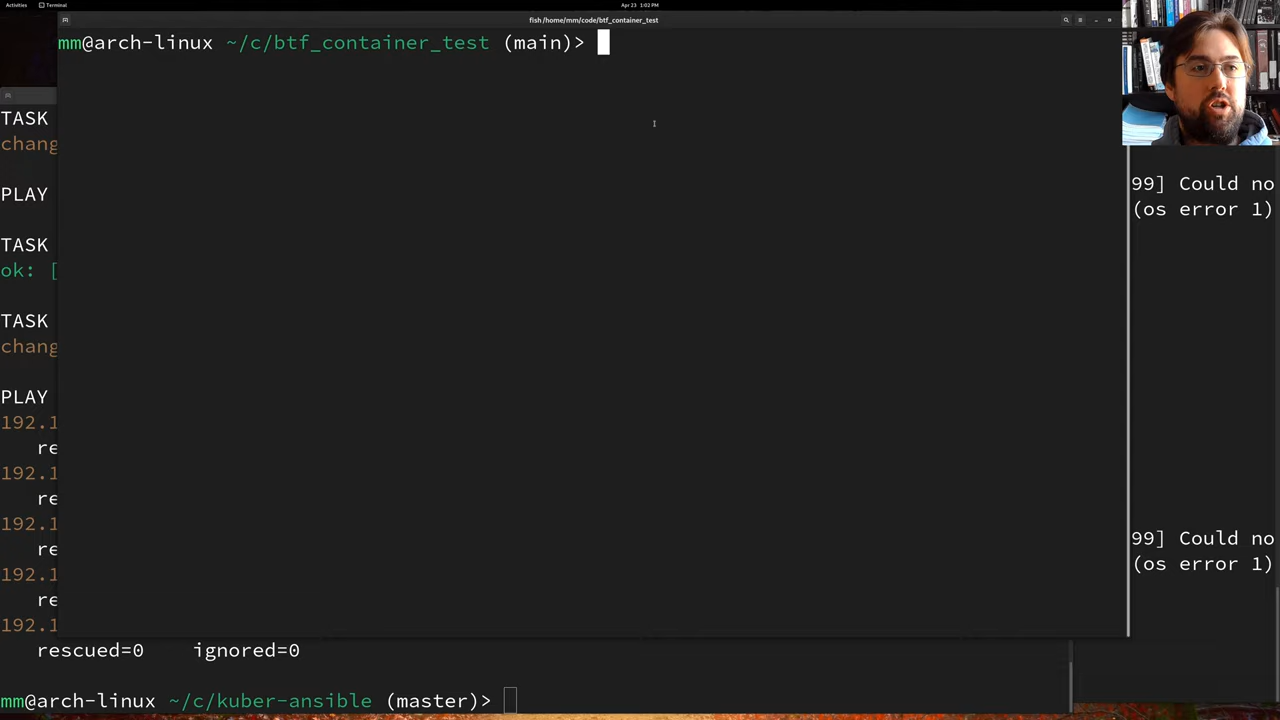 Activities Terminal Apr 23 1:02 PM
fish /home/mm/code/btf_container_test
mm@arch-linux ~/c/btf_container_test (main)>
TASK
chang
PLAY
TASK
ok: [
TASK
chang
PLAY
192.1
re
192.1
re
192.1
re
192.1
re
192.1
rescued=0 ignored=0
mm@arch-linux ~/c/kuber-ansible (master)>
99] Could no
(os error 1)
99] Could no
(os error 1)